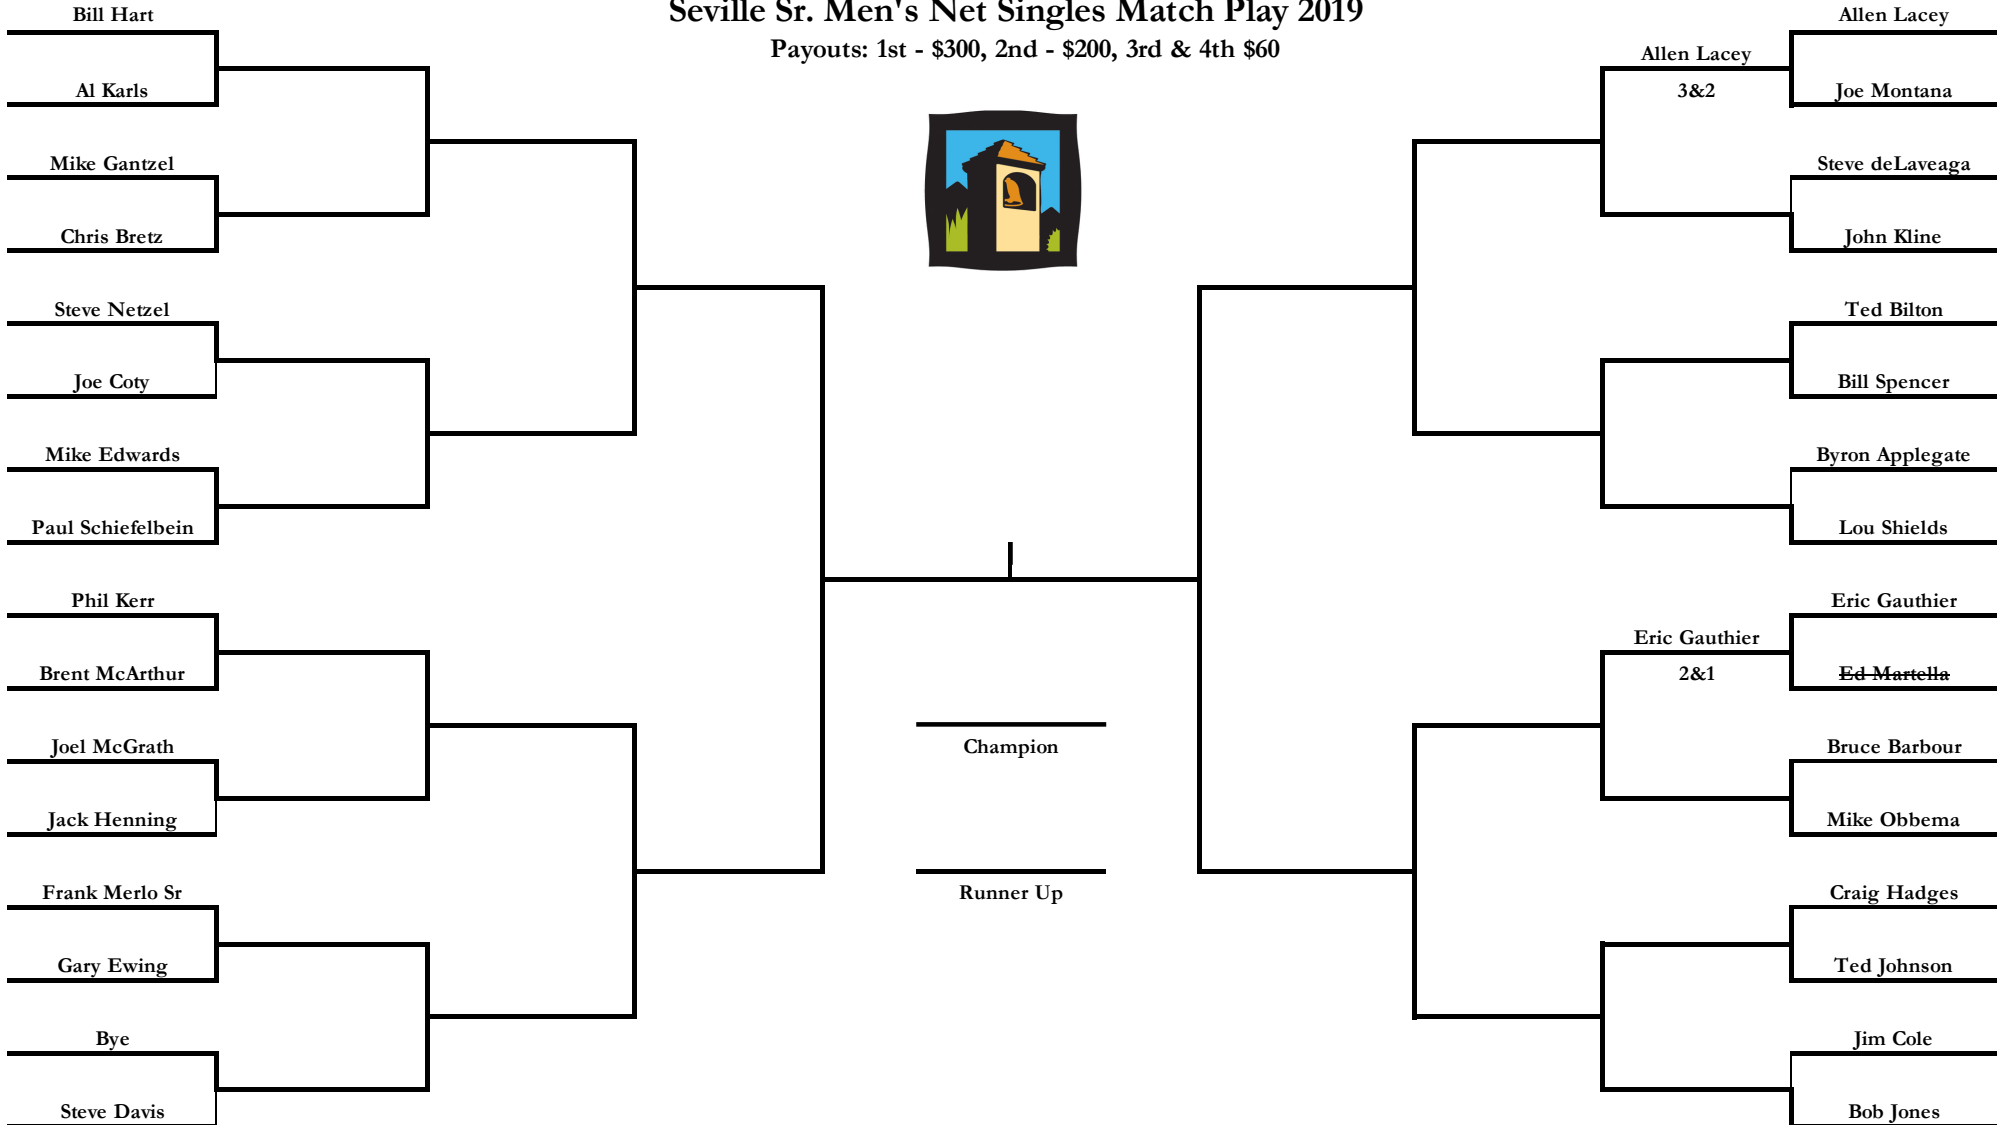 Seville Sr. Men's Net Singles Match Play 2019
Payouts: 1st - $300, 2nd - $200, 3rd & 4th $60
Bill Hart
Al Karls
Mike Gantzel
Chris Bretz
Steve Netzel
Joe Coty
Mike Edwards
Paul Schiefelbein
Phil Kerr
Brent McArthur
Joel McGrath
Jack Henning
Frank Merlo Sr
Gary Ewing
Bye
Steve Davis
Champion
Runner Up
Allen Lacey
3&2
Eric Gauthier
2&1
Allen Lacey
Joe Montana
Steve deLaveaga
John Kline
Ted Bilton
Bill Spencer
Byron Applegate
Lou Shields
Eric Gauthier
Ed Martella
Bruce Barbour
Mike Obbema
Craig Hadges
Ted Johnson
Jim Cole
Bob Jones